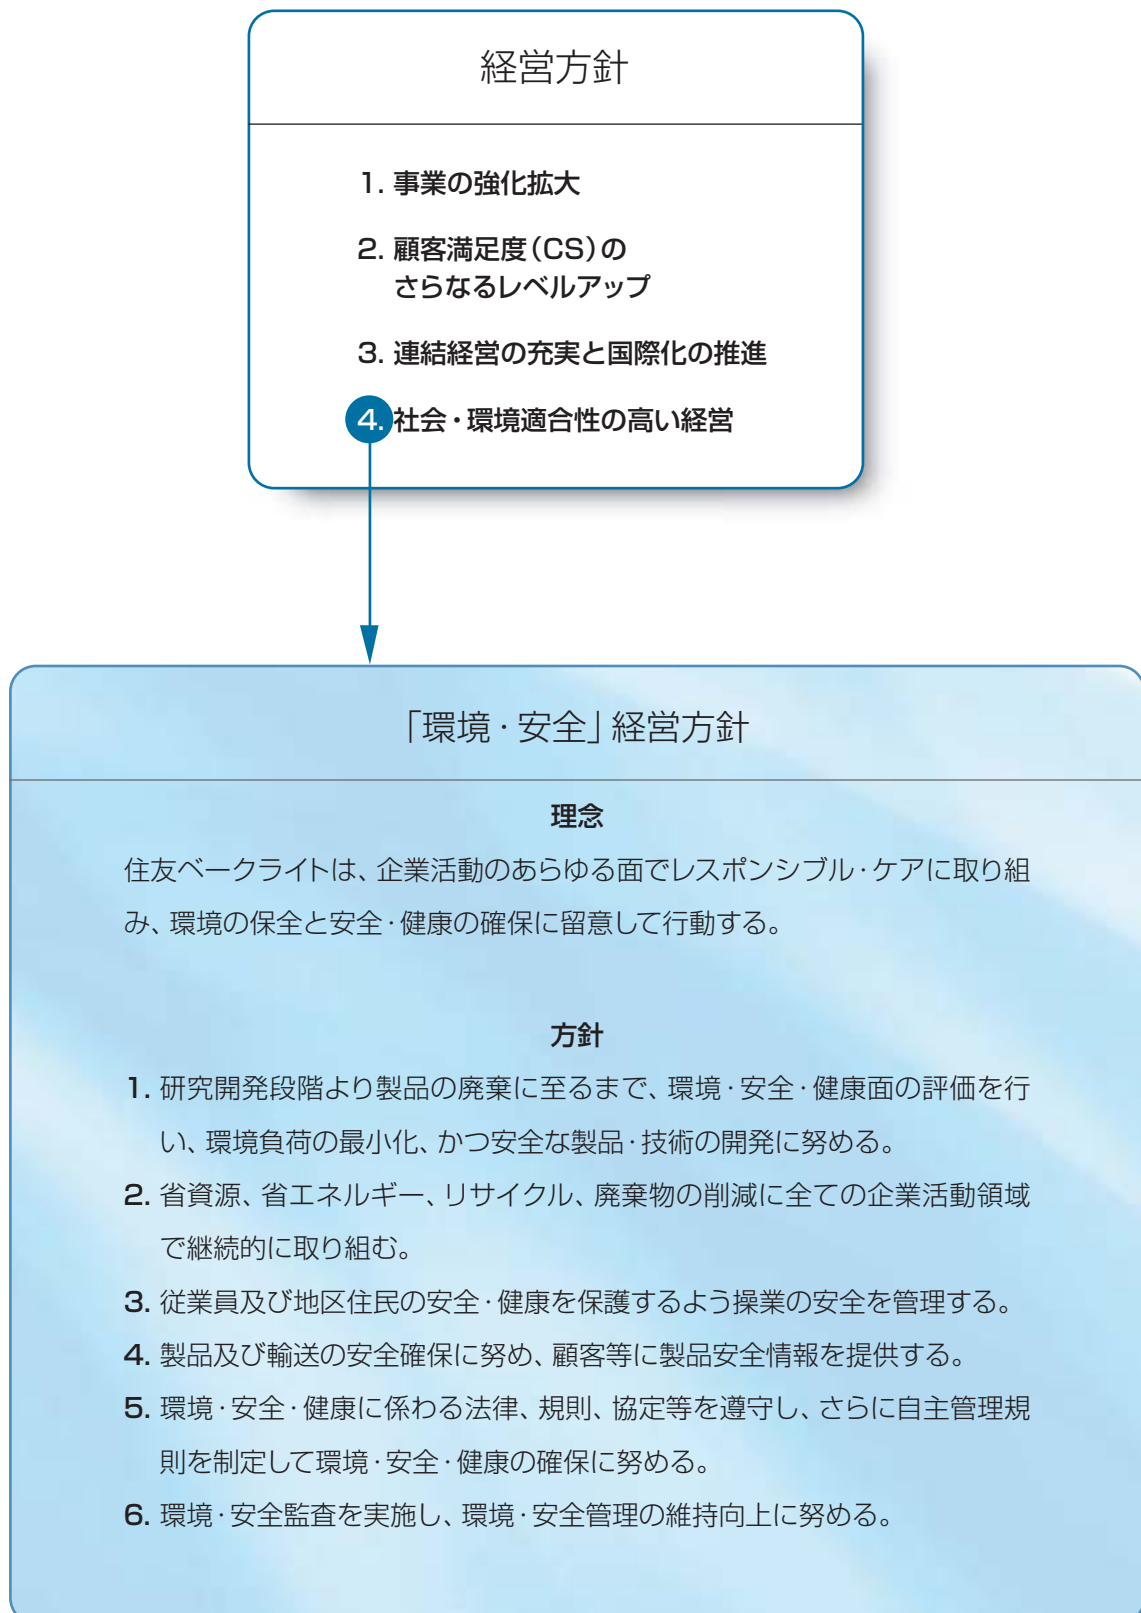 経営方針
1. 事業の強化拡大
2. 顧客満足度(CS)の
さらなるレベルアップ
3. 連結経営の充実と国際化の推進
4. 社会・環境適合性の高い経営
「環境・安全」経営方針
理念
住友ベークライトは、企業活動のあらゆる面でレスポンシブル・ケアに取り組
み、環境の保全と安全・健康の確保に留意して行動する。
方針
1. 研究開発段階より製品の廃棄に至るまで、環境・安全・健康面の評価を行
い、環境負荷の最小化、かつ安全な製品・技術の開発に努める。
2. 省資源、省エネルギー、リサイクル、廃棄物の削減に全ての企業活動領域
で継続的に取り組む。
3. 従業員及び地区住民の安全・健康を保護するよう操業の安全を管理する。
4. 製品及び輸送の安全確保に努め、顧客等に製品安全情報を提供する。
5. 環境・安全・健康に係わる法律、規則、協定等を遵守し、さらに自主管理規
則を制定して環境・安全・健康の確保に努める。
6. 環境・安全監査を実施し、環境・安全管理の維持向上に努める。